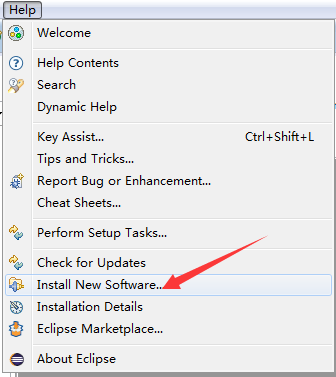 Help
Welcome
Help Contents
Search
Dynamic Help
Key Assist... Ctrl+Shift+L
Tips and Tricks...
Report Bug or Enhancement...
Cheat Sheets...
Perform Setup Tasks...
Check for Updates
Install New Software...
Installation Details
Eclipse Marketplace...
About Eclipse